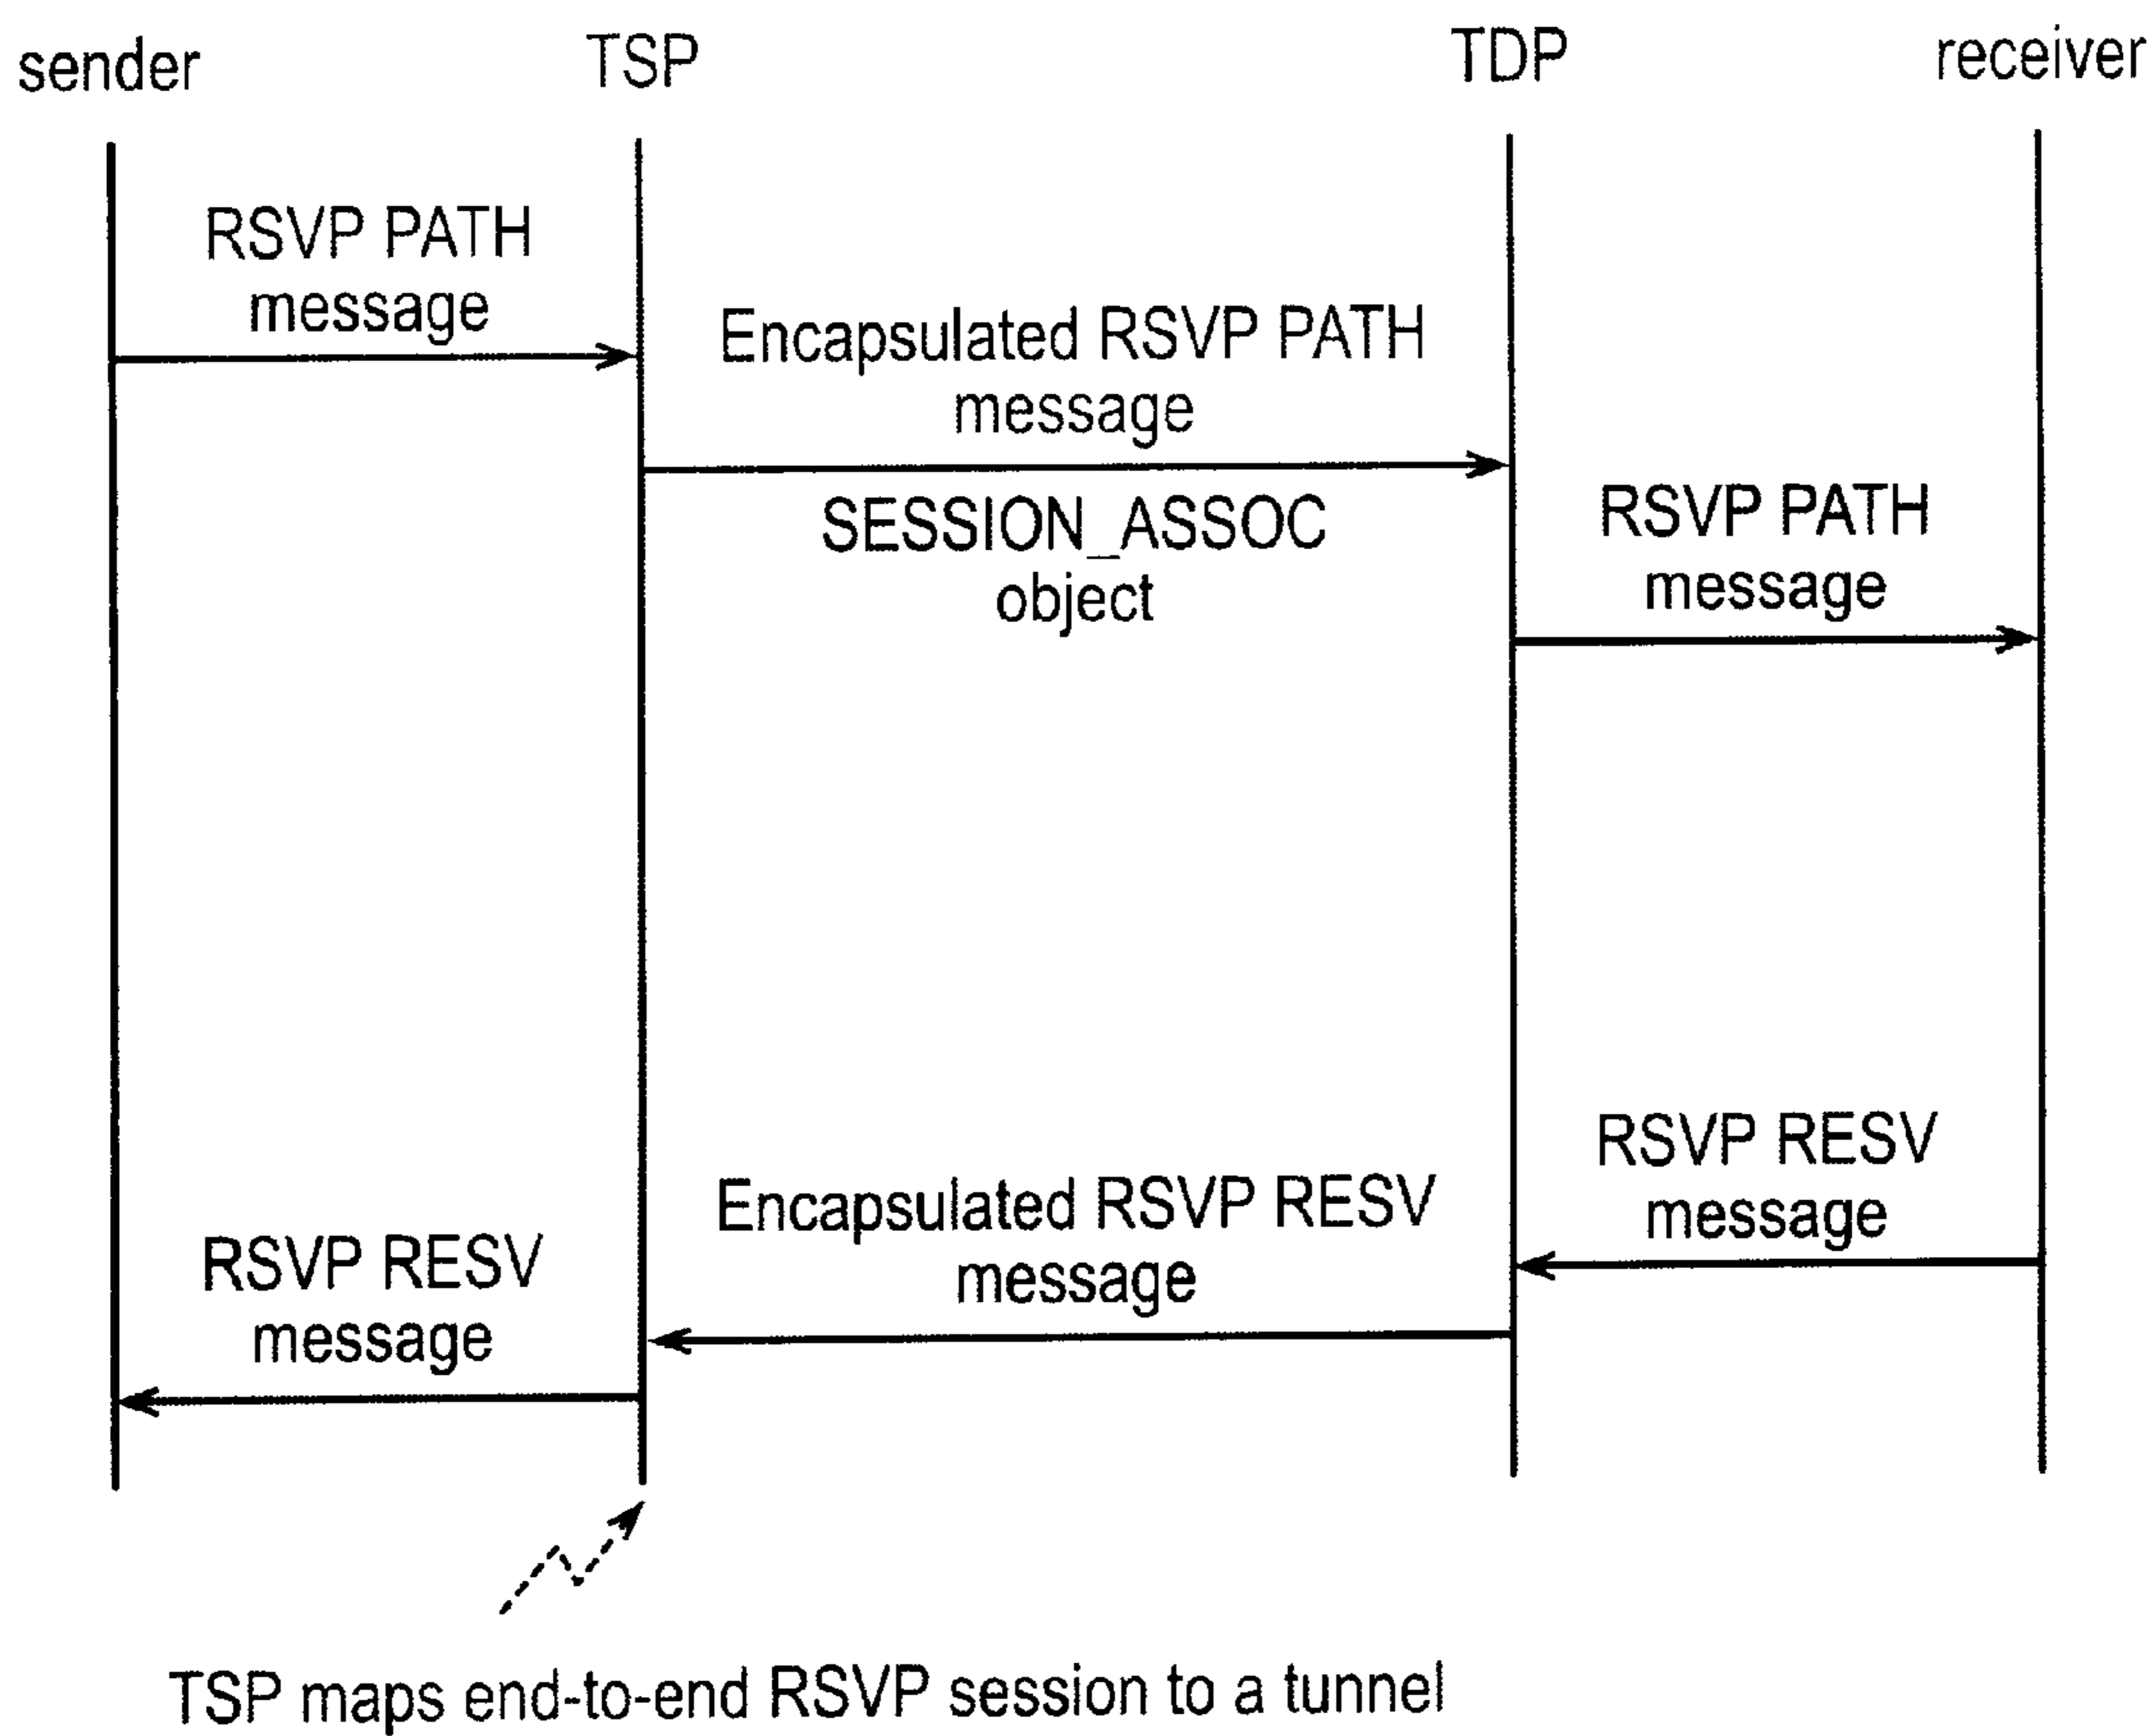 sender
TSP
TDP
receiver
RSVP PATH
message
Encapsulated RSVP PATH
message
SESSION_ASSOC
object
RSVP PATH
message
RSVP RESV
message
Encapsulated RSVP RESV
message
RSVP RESV
message
TSP maps end-to-end RSVP session to a tunnel